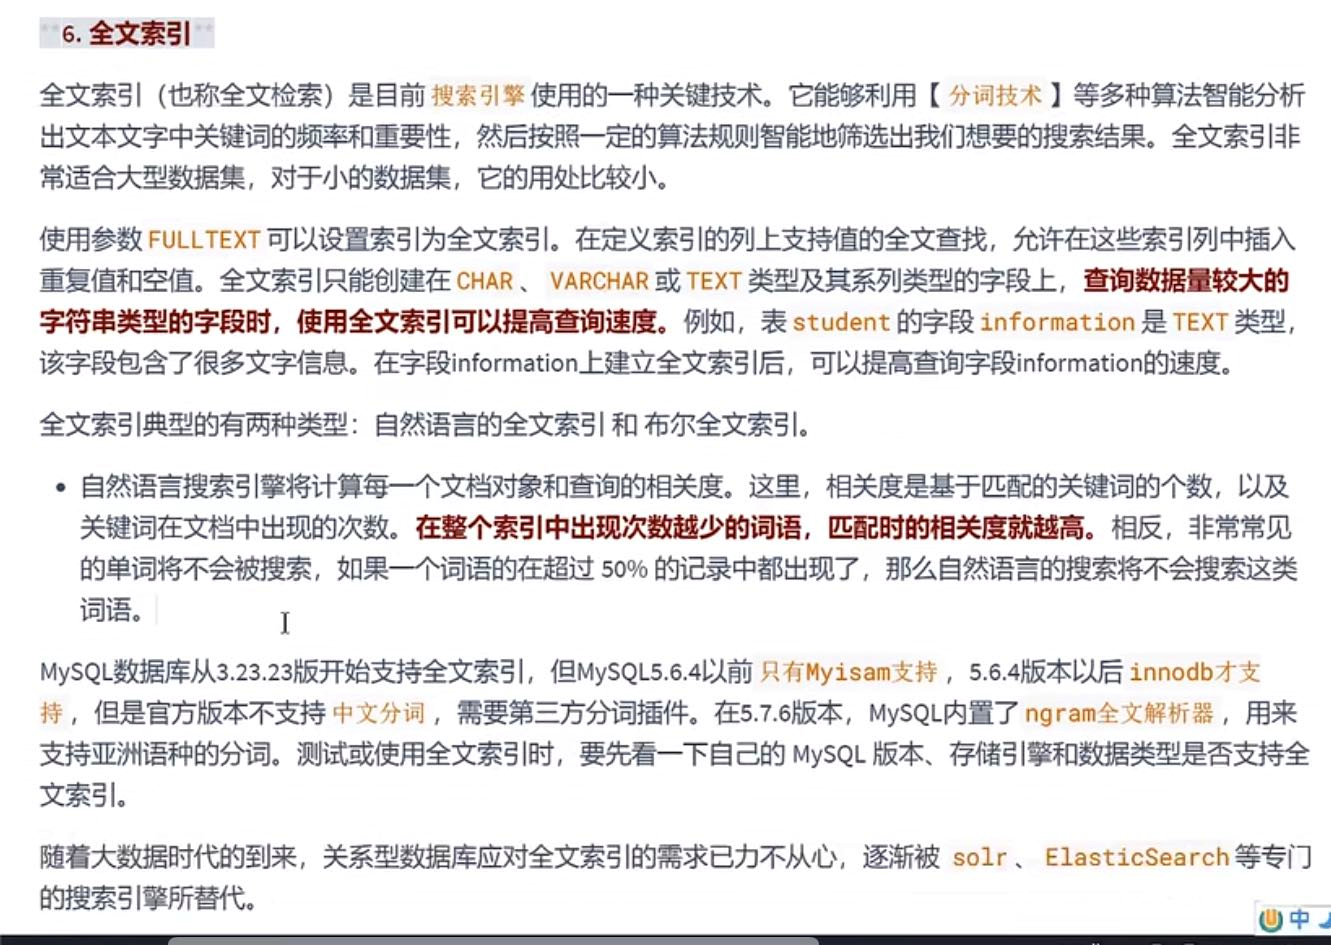 6. 全文索引
全文索引（也称全文检索）是目前 搜索引擎 使用的一种关键技术。它能够利用【 分词技术 】等多种算法智能分析
出文本文字中关键词的频率和重要性，然后按照一定的算法规则智能地筛选出我们想要的搜索结果。全文索引非
常适合大型数据集，对于小的数据集，它的用处比较小。
使用参数 FULLTEXT 可以设置索引为全文索引。在定义索引的列上支持值的全文查找，允许在这些索引列中插入
重复值和空值。全文索引只能创建在 CHAR 、 VARCHAR 或 TEXT 类型及其系列类型的字段上，查询数据量较大的
字符串类型的字段时，使用全文索引可以提高查询速度。例如，表 student 的字段 information 是 TEXT 类型，
该字段包含了很多文字信息。在字段information上建立全文索引后，可以提高查询字段information的速度。
全文索引典型的有两种类型：自然语言的全文索引 和 布尔全文索引。
• 自然语言搜索引擎将计算每一个文档对象和查询的相关度。这里，相关度是基于匹配的关键词的个数，以及
关键词在文档中出现的次数。在整个索引中出现次数越少的词语，匹配时的相关度就越高。相反，非常常见
的单词将不会被搜索，如果一个词语的在超过 50% 的记录中都出现了，那么自然语言的搜索将不会搜索这类
词语。
MySQL数据库从3.23.23版开始支持全文索引，但MySQL5.6.4以前 只有Myisam支持 ，5.6.4版本以后 innodb才支
持 ，但是官方版本不支持 中文分词 ，需要第三方分词插件。在5.7.6版本，MySQL内置了 ngram全文解析器 ，用来
支持亚洲语种的分词。测试或使用全文索引时，要先看一下自己的 MySQL 版本、存储引擎和数据类型是否支持全
文索引。
随着大数据时代的到来，关系型数据库应对全文索引的需求已力不从心，逐渐被 solr 、 ElasticSearch 等专门
的搜索引擎所替代。
中